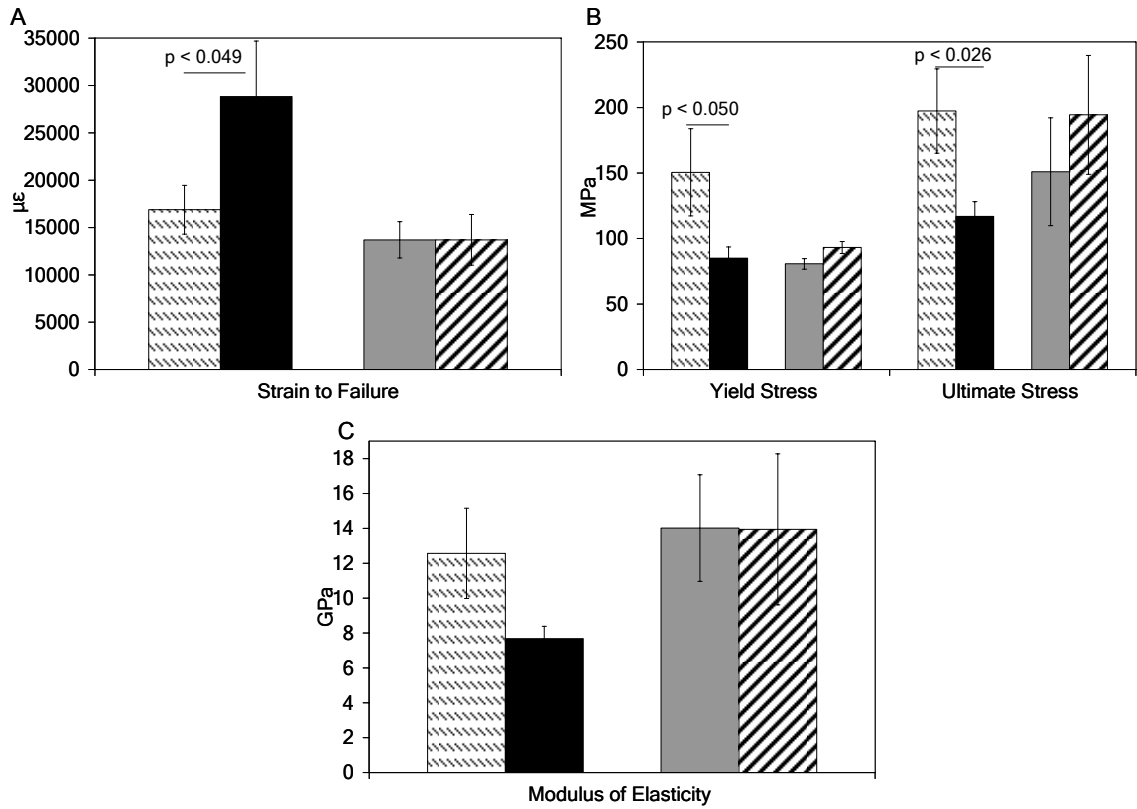 A
35000
30000
25000
20000
15000
10000
5000
0
με
p < 0.049
Strain to Failure
B
250
200
150
100
50
0
MPa
p < 0.050
p < 0.026
Yield Stress
Ultimate Stress
C
18
16
14
12
10
8
6
4
2
0
GPa
Modulus of Elasticity